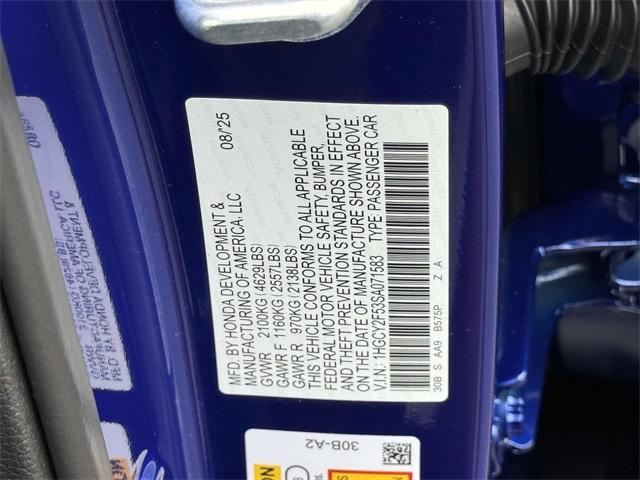 MFD BY HONDA DEVELOPMENT & 08/25
MANUFACTURING OF AMERICA, LLC
GVWR 2100KG (4629LBS)
GAWR F 1160KG (2557LBS)
GAWR R 970KG (2138LBS)
THIS VEHICLE CONFORMS TO ALL APPLICABLE
FEDERAL MOTOR VEHICLE SAFETY, BUMPER,
AND THEFT PREVENTION STANDARDS IN EFFECT
ON THE DATE OF MANUFACTURE SHOWN ABOVE.
V.I.N.: 1HGCY2F53SA071583 TYPE: PASSENGER CAR
30B S AA9 B575P Z A
30B-A2